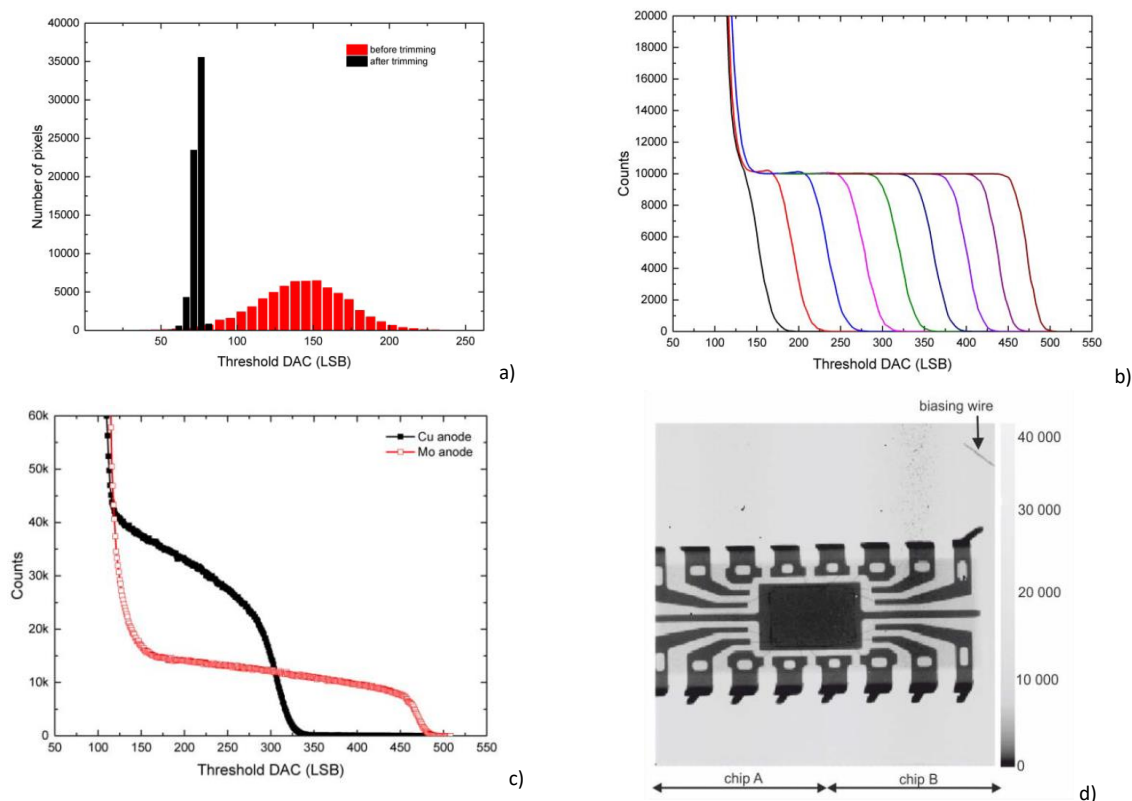 40000
35000
30000
25000
20000
15000
10000
5000
0
Number of pixels
before trimming
after trimming
50 100 150 200 250
Threshold DAC (LSB)
a)
20000
18000
16000
14000
12000
10000
8000
6000
4000
2000
0
Counts
50 100 150 200 250 300 350 400 450 500 550
Threshold DAC (LSB)
b)
60k
50k
40k
30k
20k
10k
0
Counts
Cu anode
Mo anode
50 100 150 200 250 300 350 400 450 500 550
Threshold DAC (LSB)
c)
biasing wire
40 000
30 000
20 000
10 000
0
chip A chip B
d)